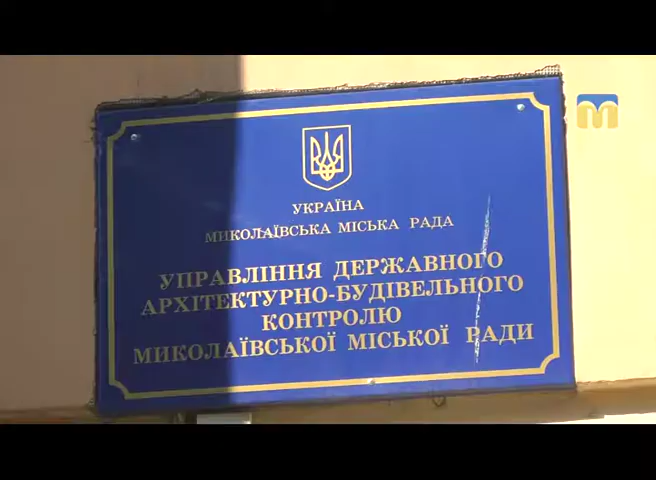 УКРАЇНА
МИКОЛАЇВСЬКА МІСЬКА РАДА
УПРАВЛІННЯ ДЕРЖАВНОГО
АРХІТЕКТУРНО-БУДІВЕЛЬНОГО
КОНТРОЛЮ
МИКОЛАЇВСЬКОЇ МІСЬКОЇ РАДИ